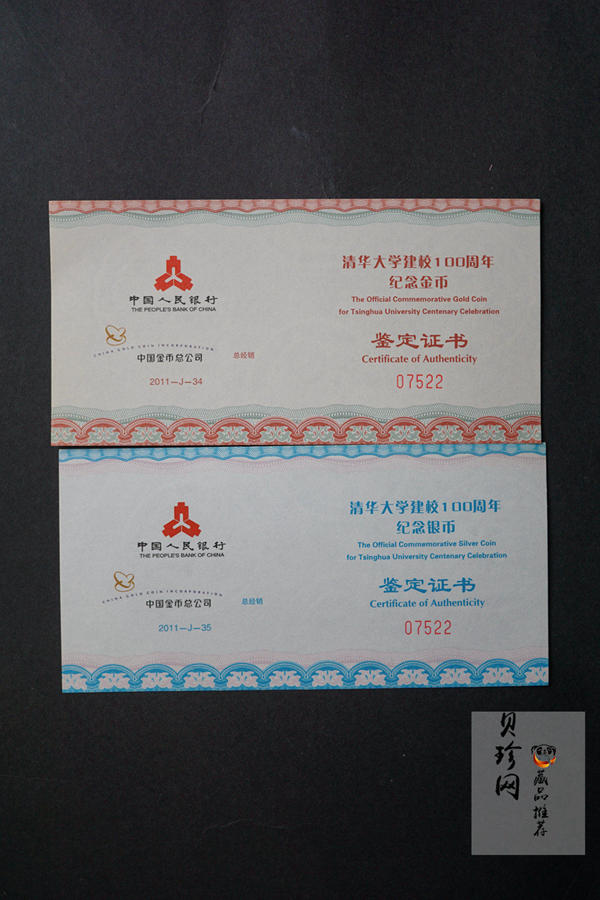 中国人民银行
THE PEOPLE'S BANK OF CHINA
CHINA GOLD COIN INCORPORATION
中国金币总公司 总经销
2011—J—34
清华大学建校100周年
纪念金币
The Official Commemorative Gold Coin
for Tsinghua University Centenary Celebration
鉴定证书
Certificate of Authenticity
07522
中国人民银行
THE PEOPLE'S BANK OF CHINA
CHINA GOLD COIN INCORPORATION
中国金币总公司 总经销
2011—J—35
清华大学建校100周年
纪念银币
The Official Commemorative Silver Coin
for Tsinghua University Centenary Celebration
鉴定证书
Certificate of Authenticity
07522
贝珍网
藏品推荐